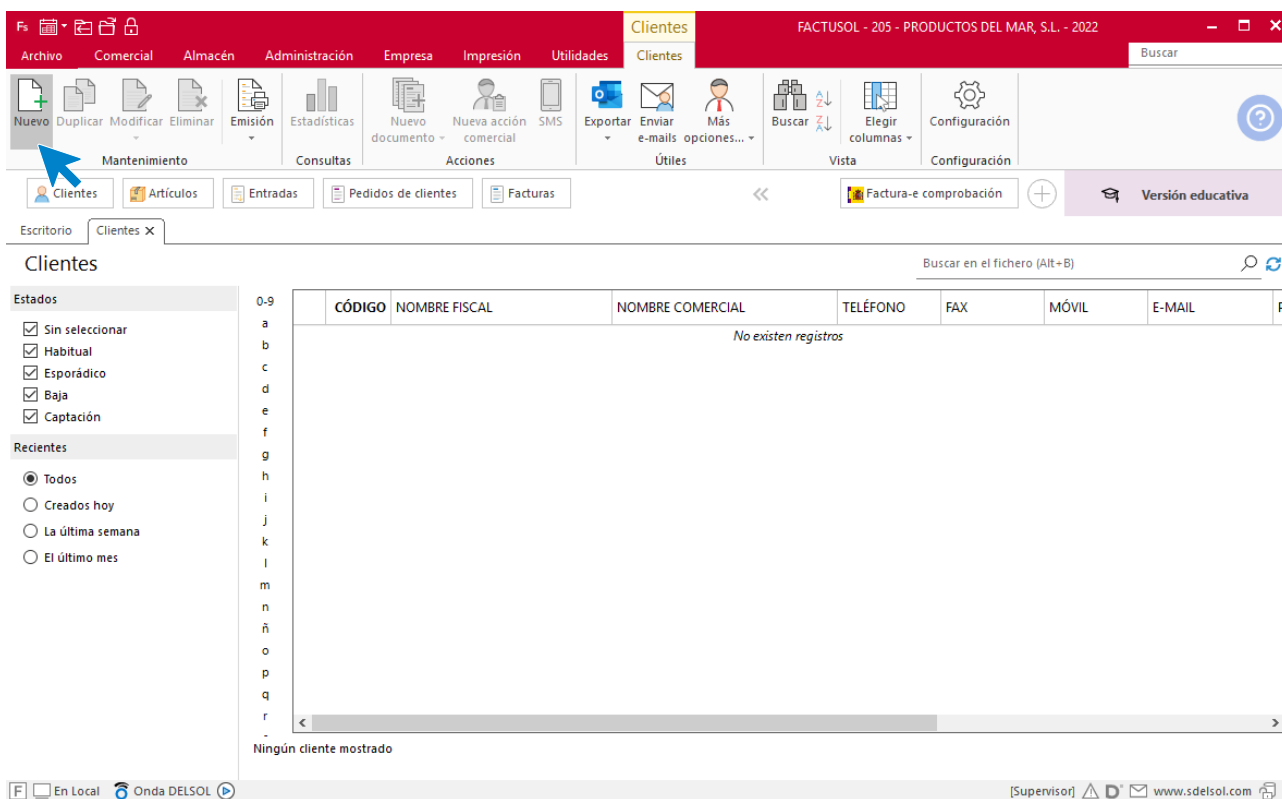 Fs
Clientes
FACTUSOL - 205 - PRODUCTOS DEL MAR, S.L. - 2022
Archivo Comercial Almacén Administración Empresa Impresión Utilidades Clientes Buscar
Nuevo Duplicar Modificar Eliminar Emisión Estadísticas Nuevo documento Nueva acción comercial SMS Exportar Enviar e-mails Más opciones... Buscar Elegir columnas Configuración
Mantenimiento Consultas Acciones Útiles Vista Configuración
Clientes Artículos Entradas Pedidos de clientes Facturas Factura-e comprobación Versión educativa
Escritorio Clientes
Clientes Buscar en el fichero (Alt+B)
Estados
Sin seleccionar
Habitual
Esporádico
Baja
Captación
Recientes
Todos
Creados hoy
La última semana
El último mes
0-9
a
b
c
d
e
f
g
h
i
j
k
l
m
n
ñ
o
p
q
r
CÓDIGO NOMBRE FISCAL NOMBRE COMERCIAL TELÉFONO FAX MÓVIL E-MAIL
No existen registros
Ningún cliente mostrado
F En Local Onda DELSOL [Supervisor] D www.sdelsol.com